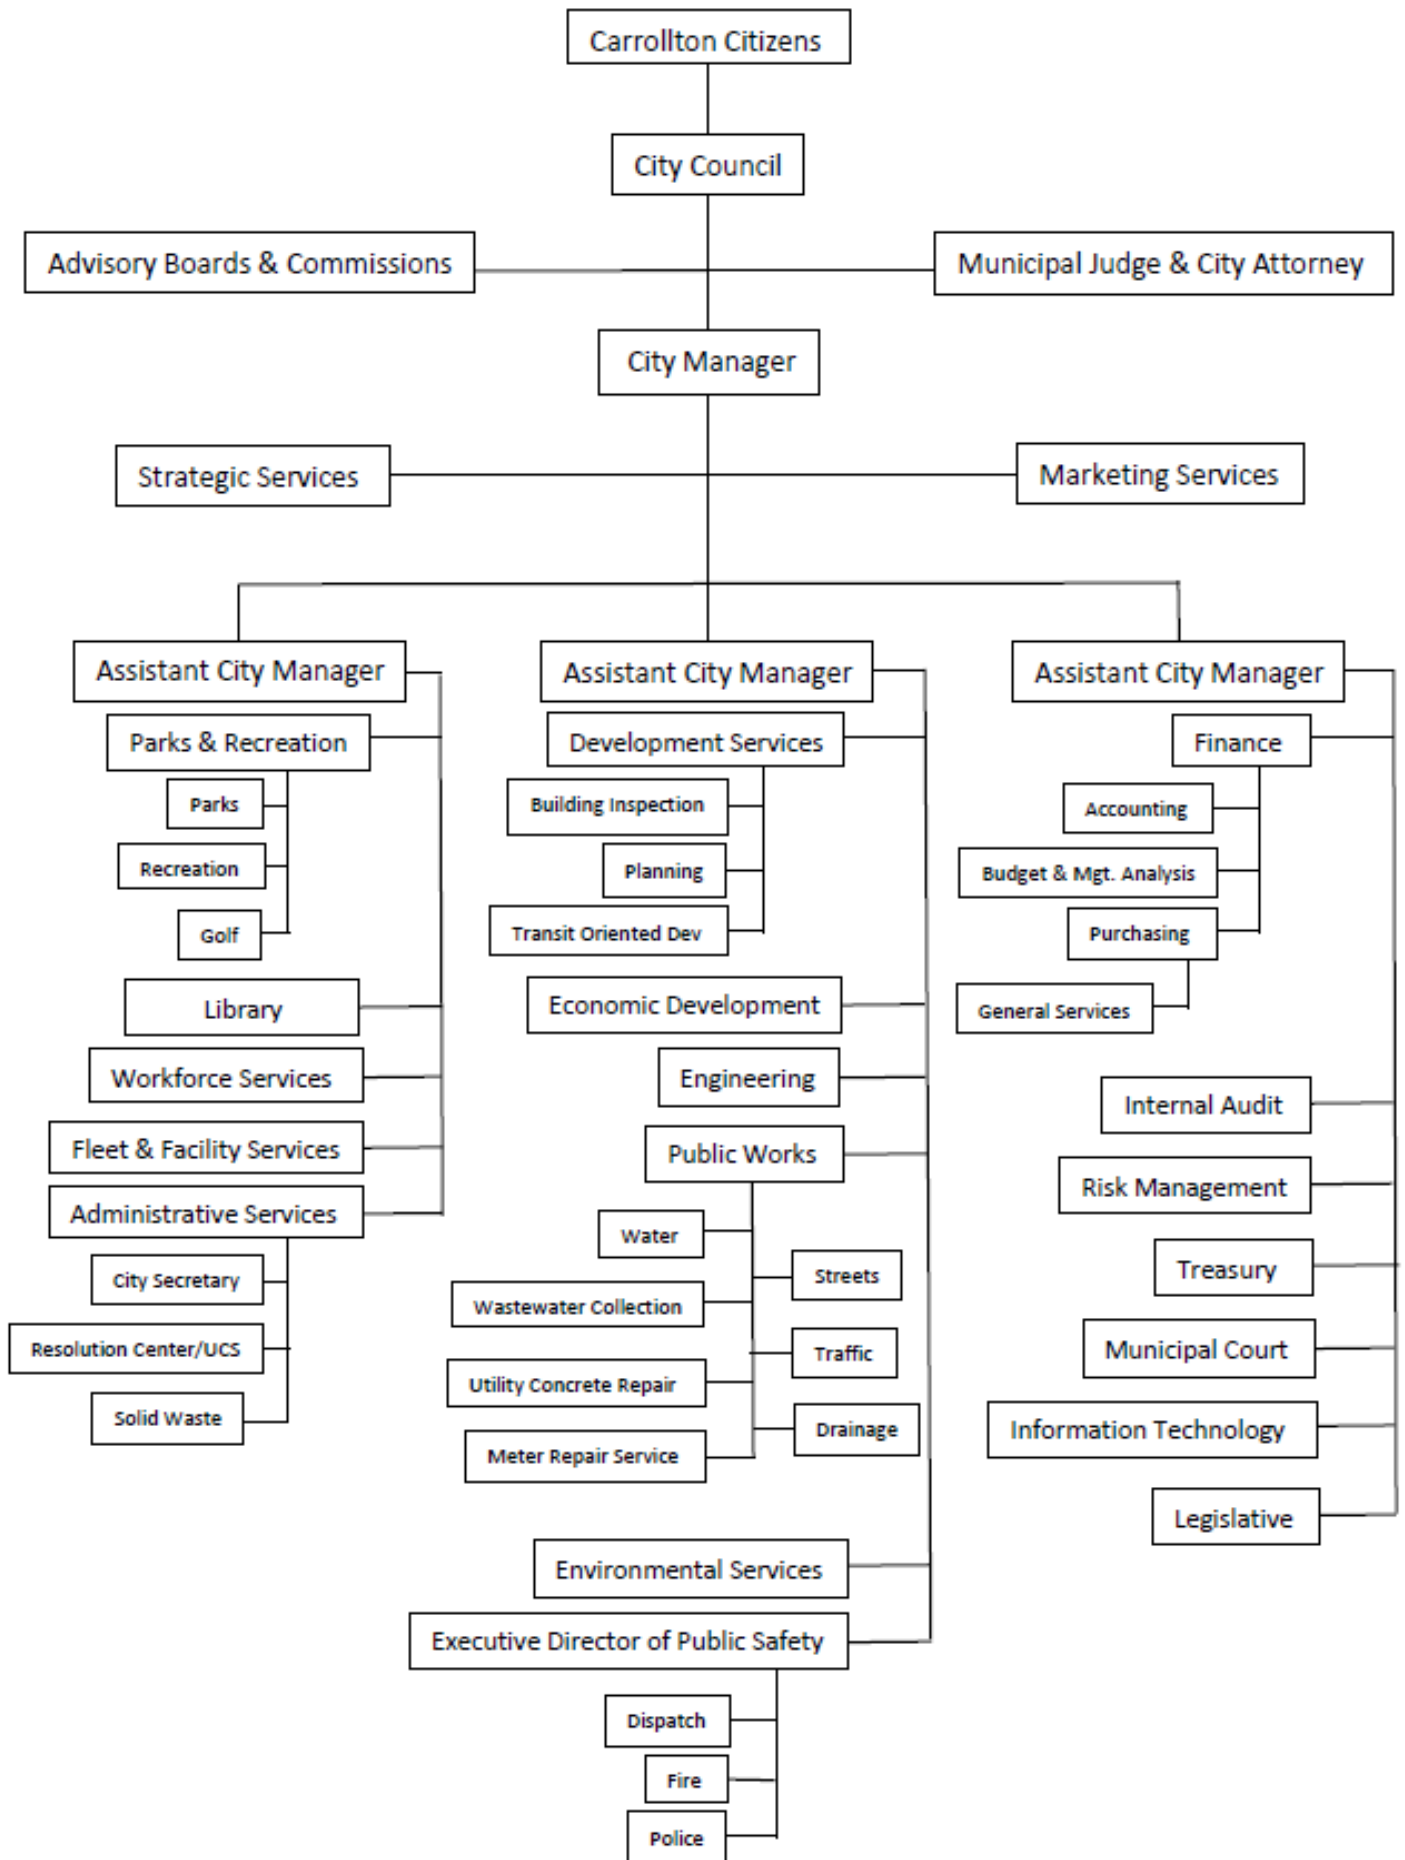 Carrollton Citizens
City Council
Advisory Boards & Commissions
Municipal Judge & City Attorney
City Manager
Strategic Services
Marketing Services
Assistant City Manager
Parks & Recreation
Parks
Recreation
Golf
Library
Workforce Services
Fleet & Facility Services
Administrative Services
City Secretary
Resolution Center/UCS
Solid Waste
Assistant City Manager
Development Services
Building Inspection
Planning
Transit Oriented Dev
Economic Development
Engineering
Public Works
Water
Streets
Wastewater Collection
Traffic
Utility Concrete Repair
Drainage
Meter Repair Service
Environmental Services
Executive Director of Public Safety
Dispatch
Fire
Police
Assistant City Manager
Finance
Accounting
Budget & Mgt. Analysis
Purchasing
General Services
Internal Audit
Risk Management
Treasury
Municipal Court
Information Technology
Legislative